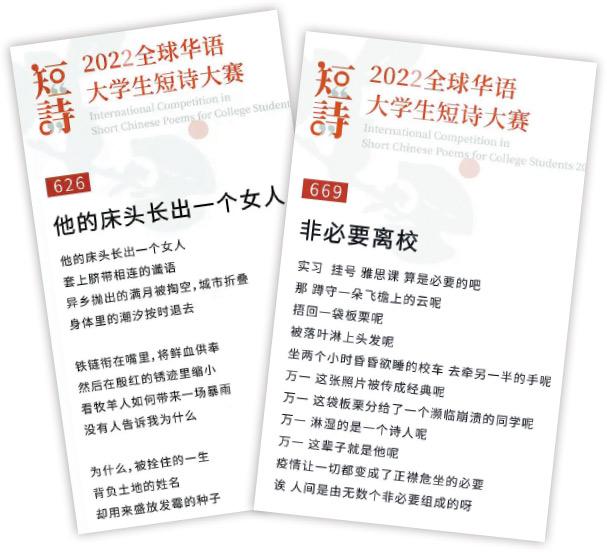 短詩
2022全球华语
大学生短诗大赛
International Competition in
Short Chinese Poems for College Student
626
他的床头长出一个女人
他的床头长出一个女人
套上脐带相连的谶语
异乡抛出的满月被掏空，城市折叠
身体里的潮汐按时退去
铁链衔在嘴里，将鲜血供奉
然后在殷红的锈迹里缩小
看牧羊人如何带来一场暴雨
没有人告诉我为什么
为什么，被拴住的一生
背负土地的姓名
却用来盛放发霉的种子
短詩
2022全球华语
大学生短诗大赛
International Competition in
Short Chinese Poems for College Students 20
669
非必要离校
实习 挂号 雅思课 算是必要的吧
那 蹲守一朵飞檐上的云呢
捂回一袋板栗呢
被落叶淋上头发呢
坐两个小时昏昏欲睡的校车 去牵另一半的手呢
万一 这张照片被传成经典呢
万一 这袋板栗分给了一个濒临崩溃的同学呢
万一 淋湿的是一个诗人呢
万一 这辈子就是他呢
疫情让一切都变成了正襟危坐的必要
诶 人间是由无数个非必要组成的呀